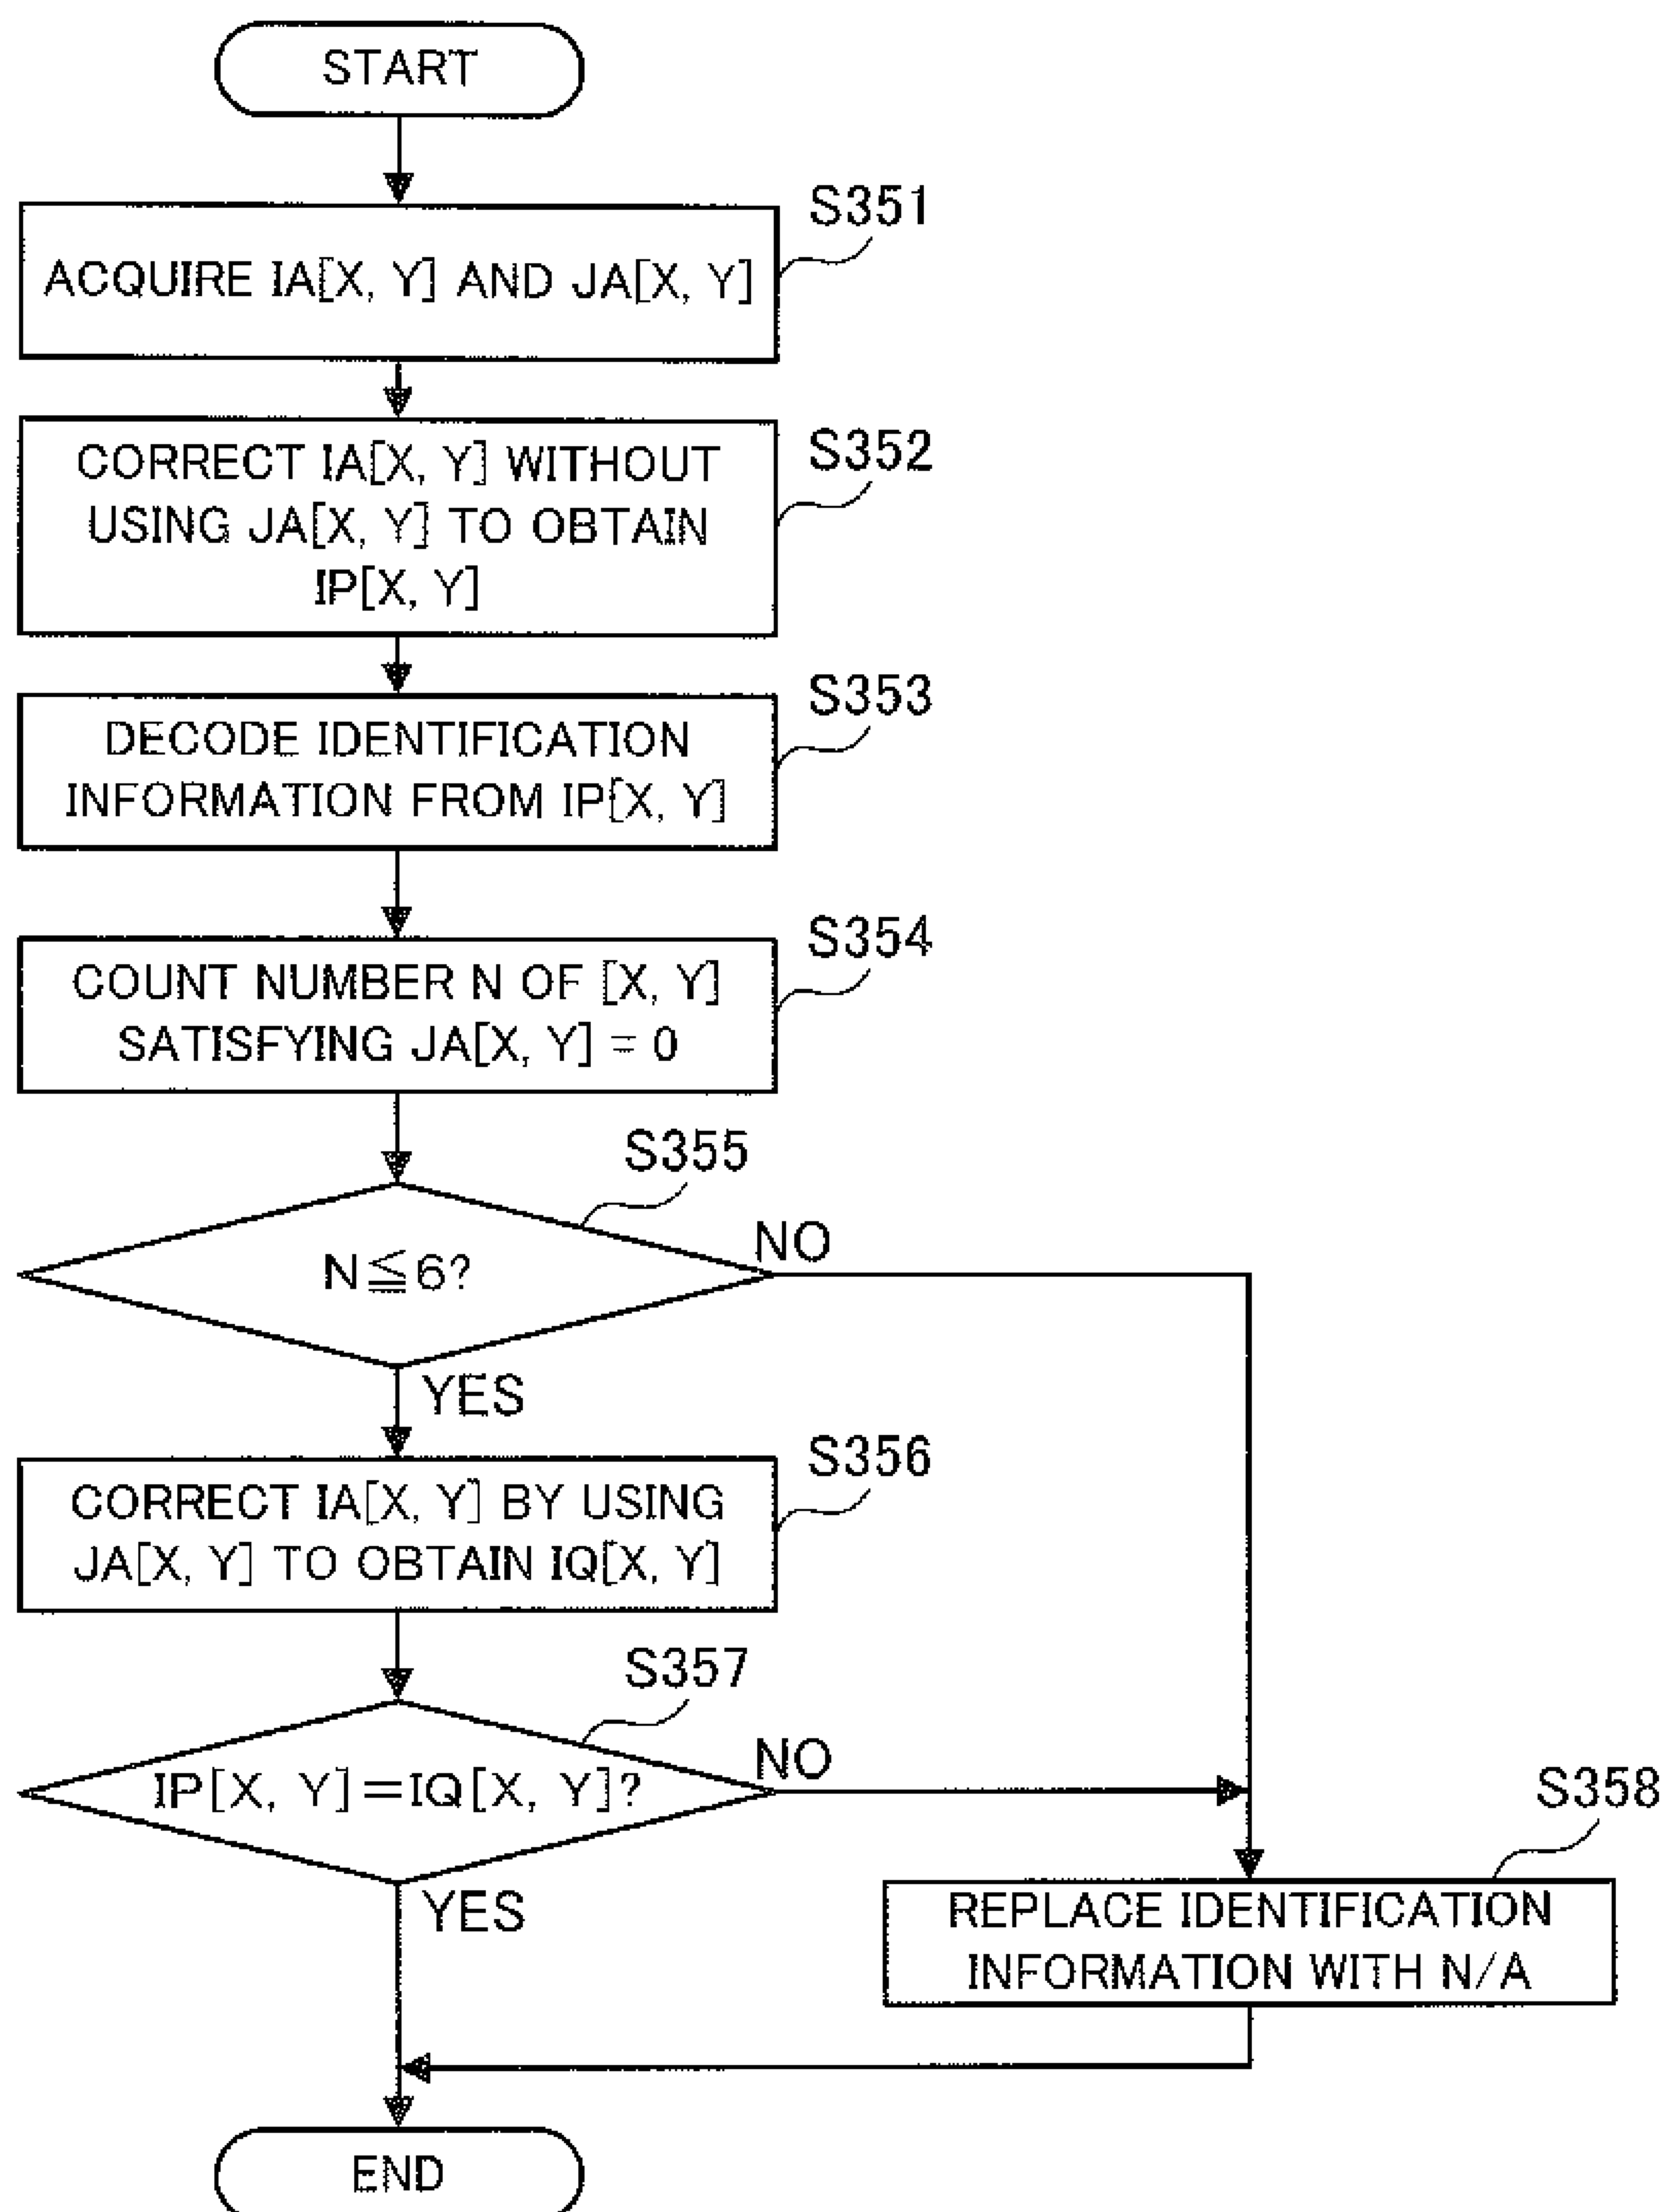 START
S351
ACQUIRE IA[X, Y] AND JA[X, Y]
S352
CORRECT IA[X, Y] WITHOUT
USING JA[X, Y] TO OBTAIN
IP[X, Y]
S353
DECODE IDENTIFICATION
INFORMATION FROM IP[X, Y]
S354
COUNT NUMBER N OF [X, Y]
SATISFYING JA[X, Y] = 0
S355
N≦6?
NO
YES
S356
CORRECT IA[X, Y] BY USING
JA[X, Y] TO OBTAIN IQ[X, Y]
S357
IP[X, Y]=IQ[X, Y]?
NO
YES
S358
REPLACE IDENTIFICATION
INFORMATION WITH N/A
END